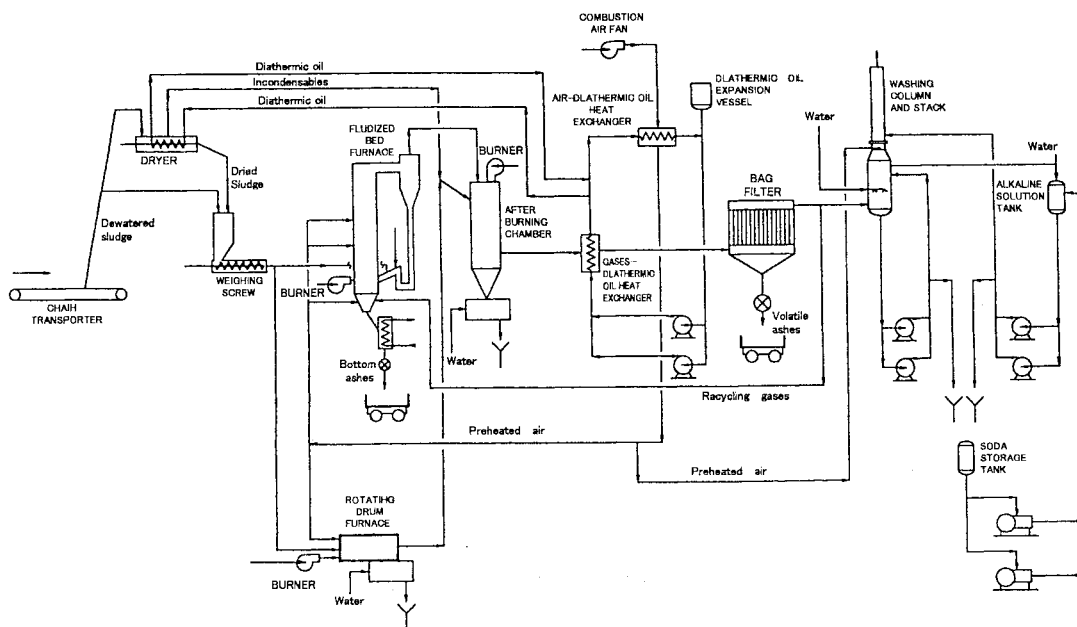 COMBUSTION
AIR FAN
Diathermic oil
Incondensables
Diathermic oil
DLATHERMIC OIL
EXPANSION
VESSEL
WASHING
COLUMN
AND STACK
AIR-DLATHERMIC OIL
HEAT
EXCHANGER
FLUDIZED
BED
FURNACE
BURNER
Water
Water
DRYER
Dried
Sludge
BAG
FILTER
ALKALINE SOLUTION
TANK
Dewatered
sludge
AFTER
BURNING
CHAMBER
GASES-
DLATHERMIC
OIL HEAT
EXCHANGER
WEIGHING
SCREW
BURNER
CHAIH
TRANSPORTER
Volatile
ashes
Water
Bottom
ashes
Recycling gases
Preheated air
Preheated air
SODA
STORAGE
TANK
ROTATIHG
DRUM
FURNACE
BURNER
Water